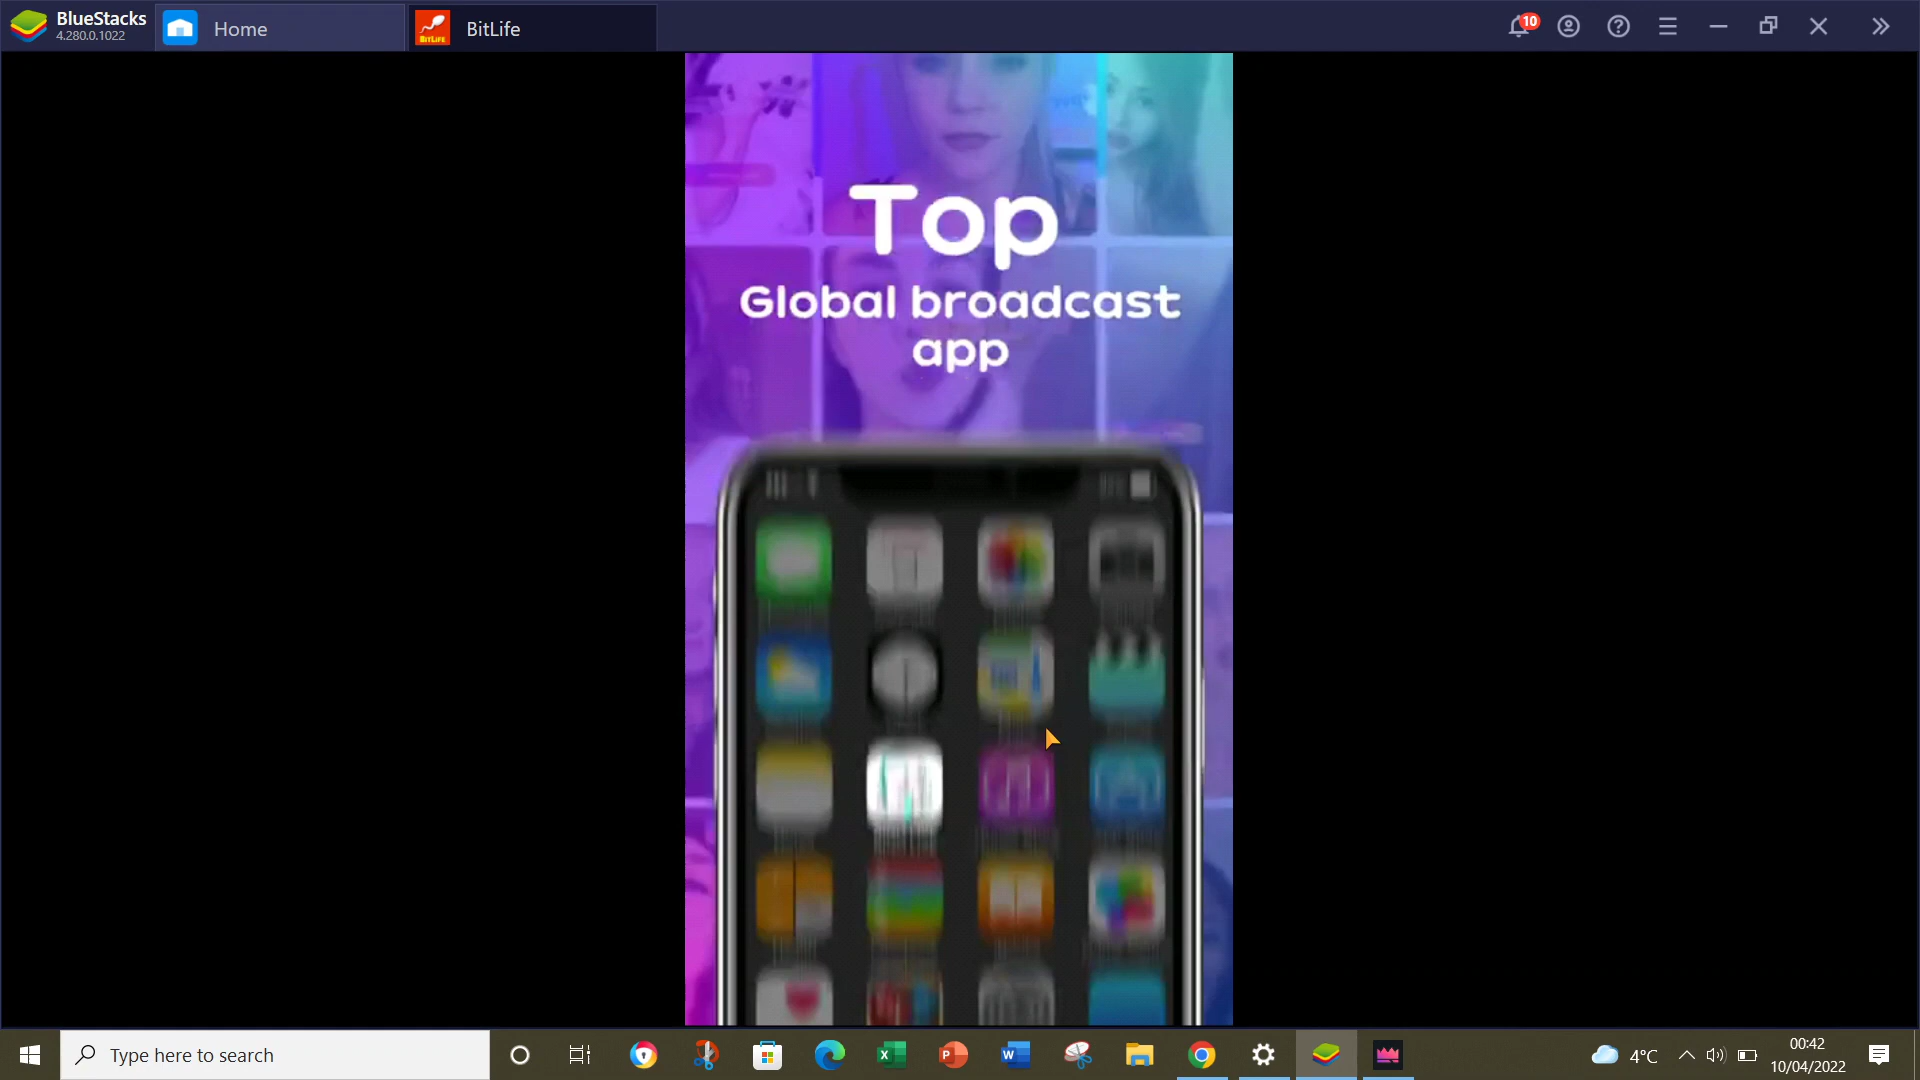 BlueStacks
4.280.0.1022
Home
BITLIFE
BitLife
10
Top
Global broadcast
app
Type here to search
4°C
00:42
10/04/2022